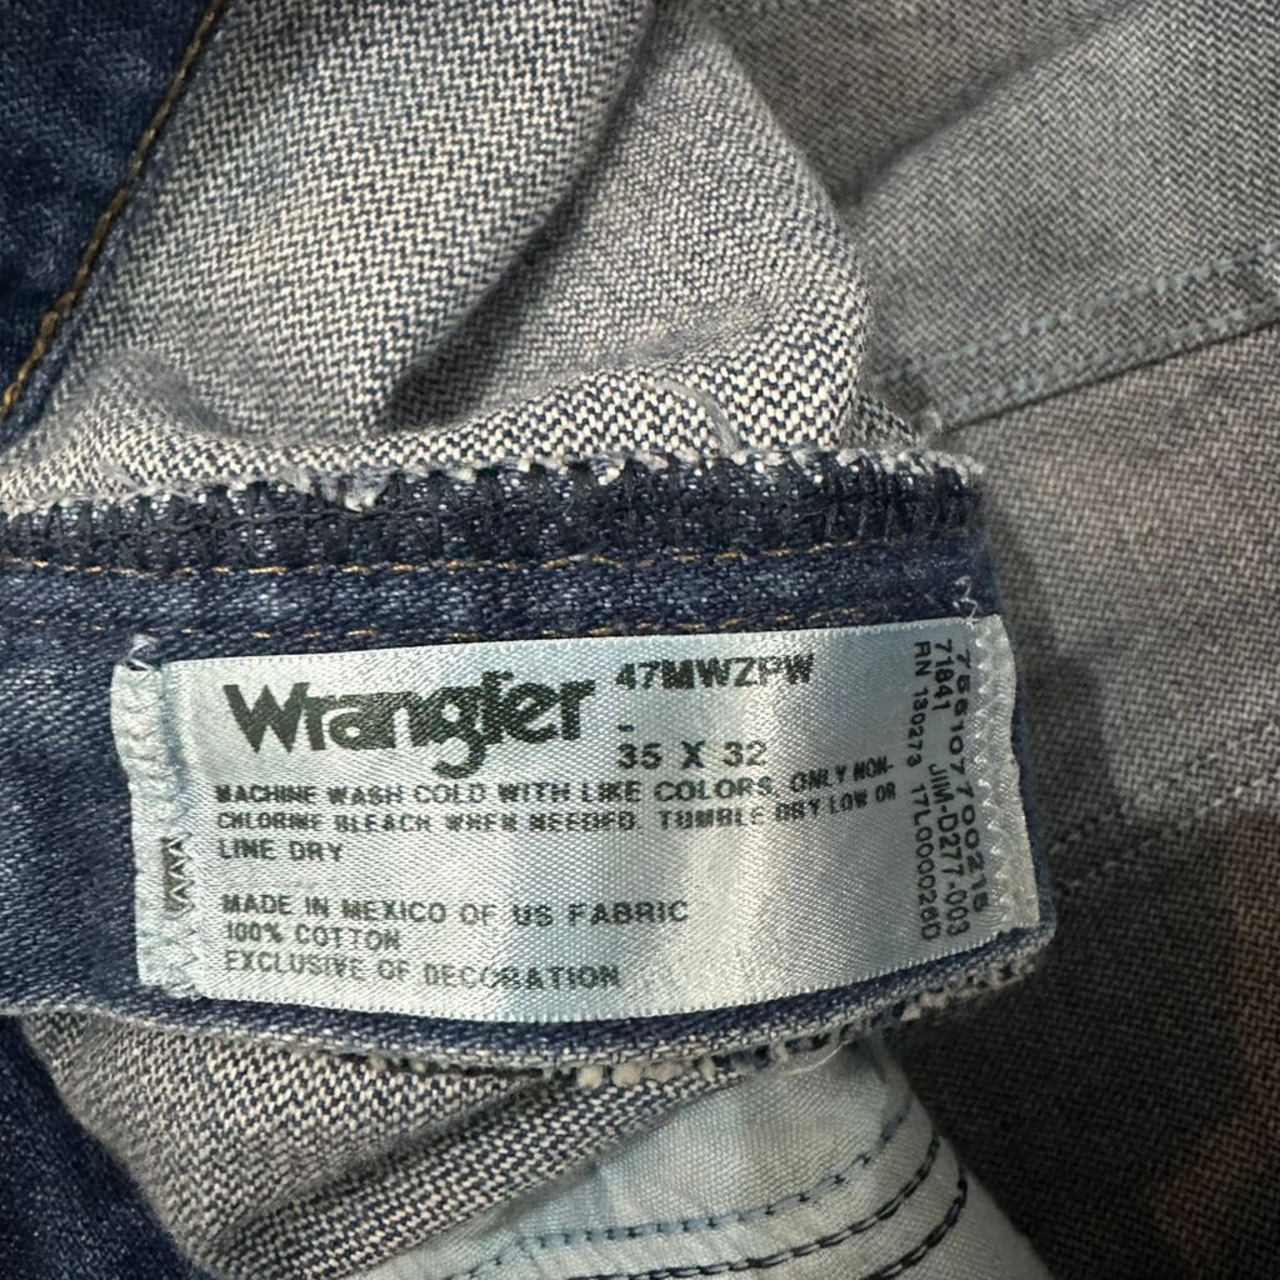 Wrangler
47MWZPW
-
35 X 32
MACHINE WASH COLD WITH LIKE COLORS, ONLY NON-
CHLORINE BLEACH WHEN NEEDED. TUMBLE DRY LOW OR
LINE DRY
MADE IN MEXICO OF US FABRIC
100% COTTON
EXCLUSIVE OF DECORATION
71841 JIM-D277-003
RN 130273 17L0000260